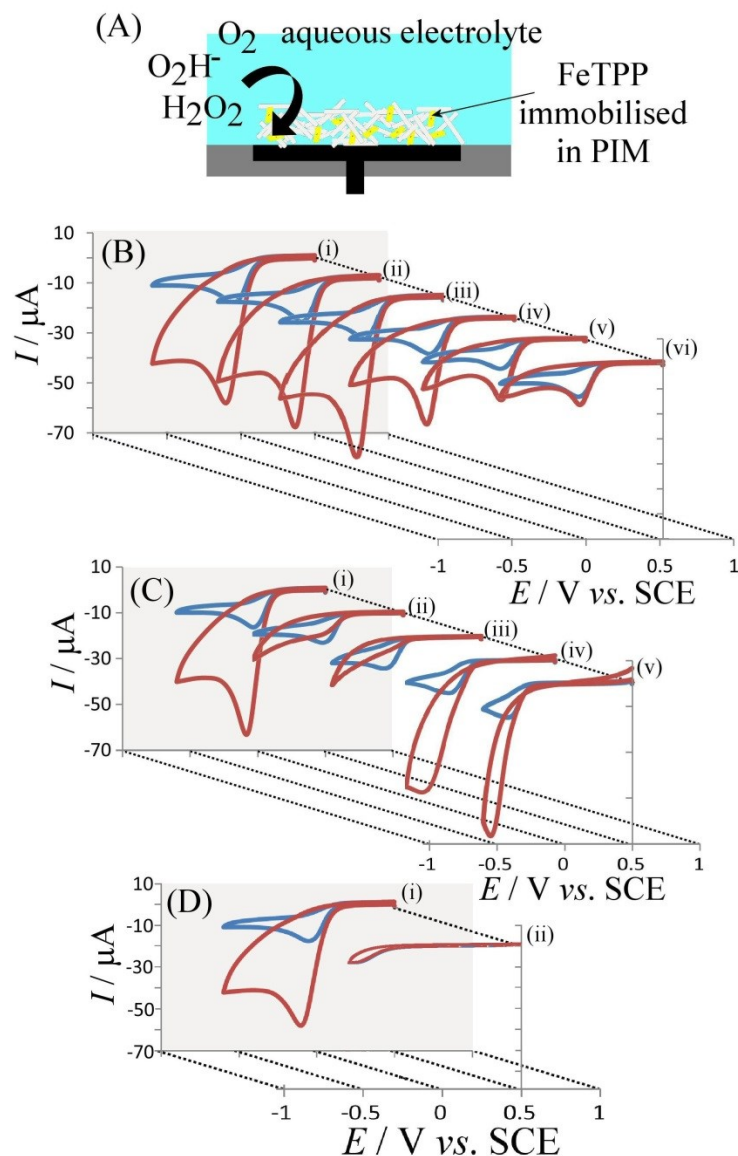 (A)
O2 aqueous electrolyte
O2H-
H2O2
FeTPP
immobilised
in PIM
(B)
10
-10
-30
-50
-70
I / µA
(i)
(ii)
(iii)
(iv)
(v)
(vi)
-1 -0.5 0 0.5 1
E / V vs. SCE
(C)
10
-10
-30
-50
-70
I / µA
(i)
(ii)
(iii)
(iv)
(v)
-1 -0.5 0 0.5 1
E / V vs. SCE
(D)
10
-10
-30
-50
-70
I / µA
(i)
(ii)
-1 -0.5 0 0.5 1
E / V vs. SCE